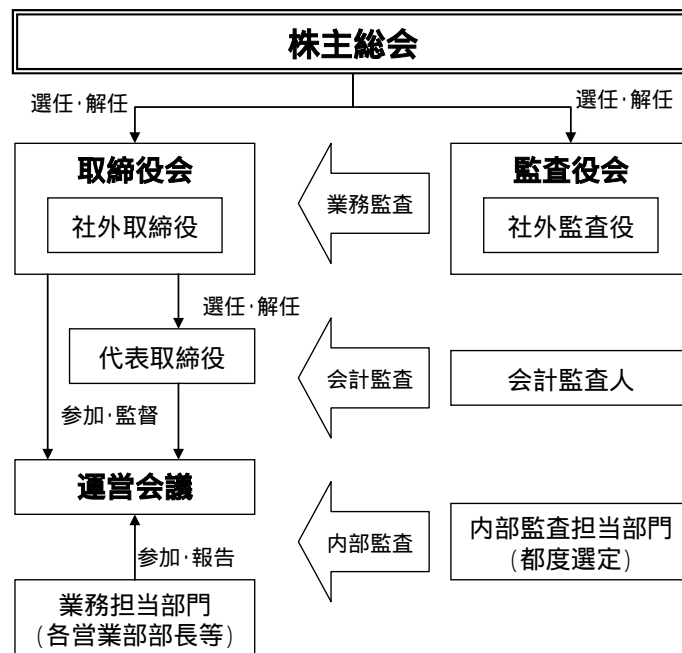 株主総会
選任･解任
選任･解任
取締役会
社外取締役
業務監査
監査役会
社外監査役
選任･解任
代表取締役
会計監査
会計監査人
参加･監督
運営会議
内部監査
内部監査担当部門
(都度選定)
参加･報告
業務担当部門
(各営業部部長等)